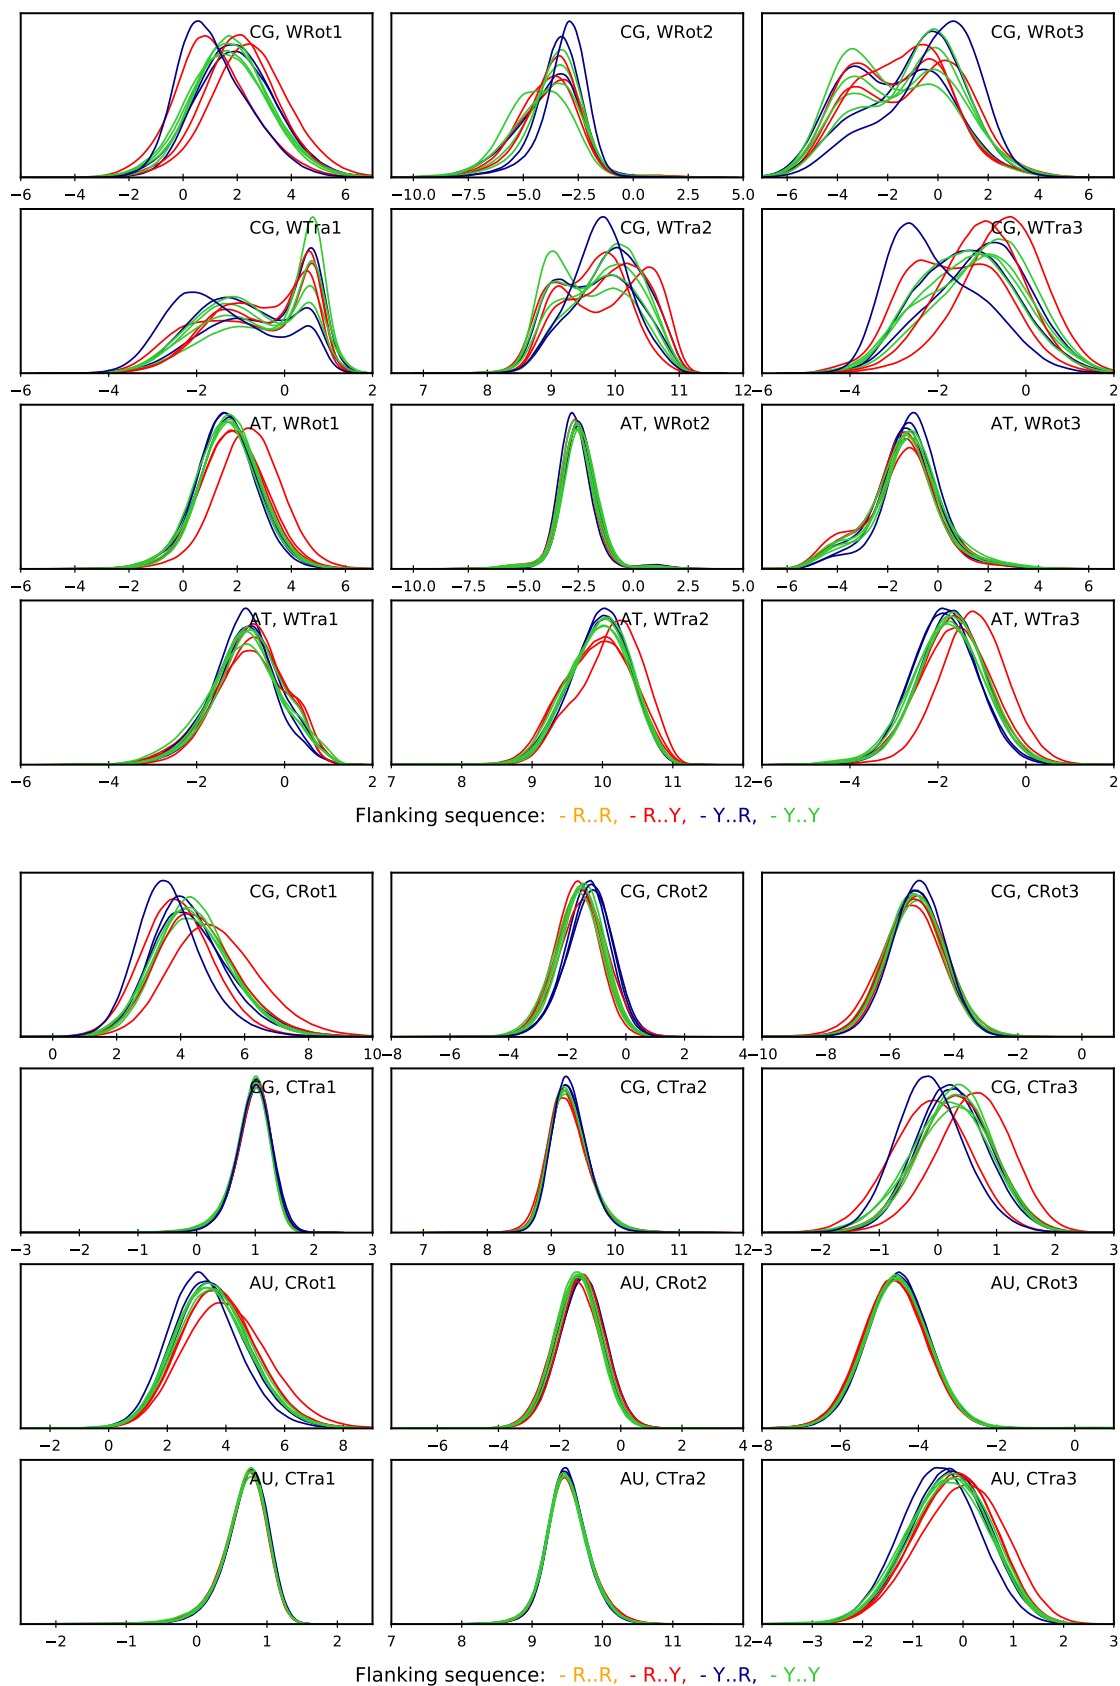 CG, WRot1 CG, WRot2 CG, WRot3
−6 −4 −2 0 2 4 6 −10.0 −7.5 −5.0 −2.5 0.0 2.5 5.0 −6 −4 −2 0 2 4 6
CG, WTra1 CG, WTra2 CG, WTra3
−6 −4 −2 0 2 7 8 9 10 11 12 −6 −4 −2 0 2
AT, WRot1 AT, WRot2 AT, WRot3
−6 −4 −2 0 2 4 6 −10.0 −7.5 −5.0 −2.5 0.0 2.5 5.0 −6 −4 −2 0 2 4 6
AT, WTra1 AT, WTra2 AT, WTra3
−6 −4 −2 0 2 7 8 9 10 11 12 −6 −4 −2 0 2
Flanking sequence: - R..R, - R..Y, - Y..R, - Y..Y
CG, CRot1 CG, CRot2 CG, CRot3
0 2 4 6 8 10 −8 −6 −4 −2 0 2 4 −10 −8 −6 −4 −2 0
CG, CTra1 CG, CTra2 CG, CTra3
−3 −2 −1 0 1 2 3 7 8 9 10 11 12 −3 −2 −1 0 1 2 3
AU, CRot1 AU, CRot2 AU, CRot3
−2 0 2 4 6 8 −6 −4 −2 0 2 4 −8 −6 −4 −2 0
AU, CTra1 AU, CTra2 AU, CTra3
−2 −1 0 1 2 7 8 9 10 11 12 −4 −3 −2 −1 0 1 2 3
Flanking sequence: - R..R, - R..Y, - Y..R, - Y..Y